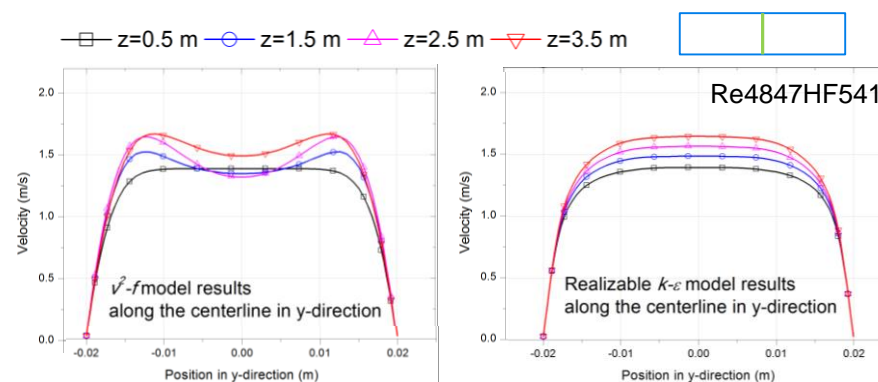 z=0.5 m z=1.5 m z=2.5 m z=3.5 m
Re4847HF541
2.0
1.5
1.0
0.5
0.0
Velocity (m/s)
v²-f model results
along the centerline in y-direction
-0.02 -0.01 0.00 0.01 0.02
Position in y-direction (m)
2.0
1.5
1.0
0.5
0.0
Velocity (m/s)
Realizable k-ε model results
along the centerline in y-direction
-0.02 -0.01 0.00 0.01 0.02
Position in y-direction (m)